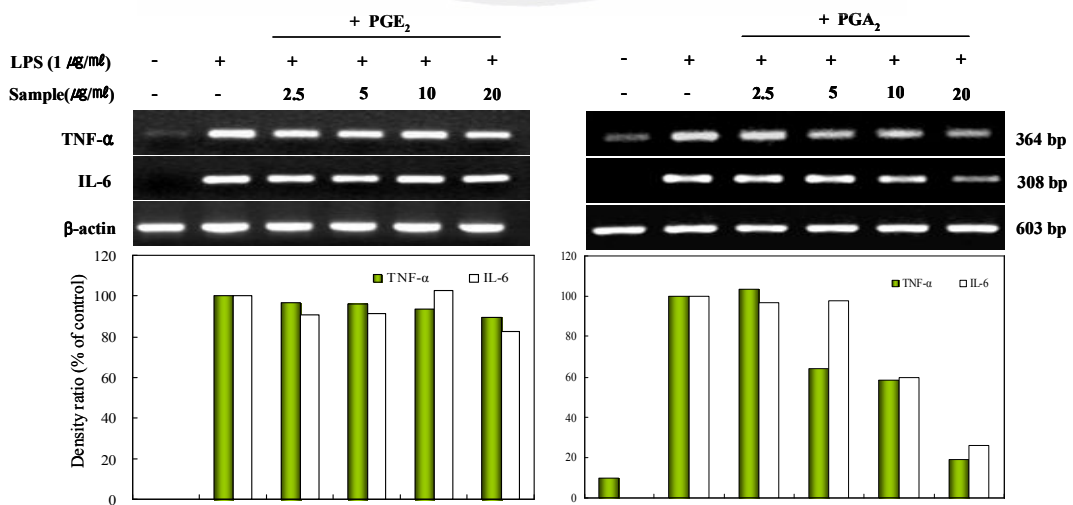 + PGE₂ + PGA₂
LPS (1 ㎍/㎖) - + + + + + - + + + + +
Sample(㎍/㎖) - - 2.5 5 10 20 - - 2.5 5 10 20
TNF-α 364 bp
IL-6 308 bp
β-actin 603 bp
Density ratio (% of control)
120
100
80
60
40
20
0
TNF-α IL-6
120
100
80
60
40
20
0
TNF-α IL-6